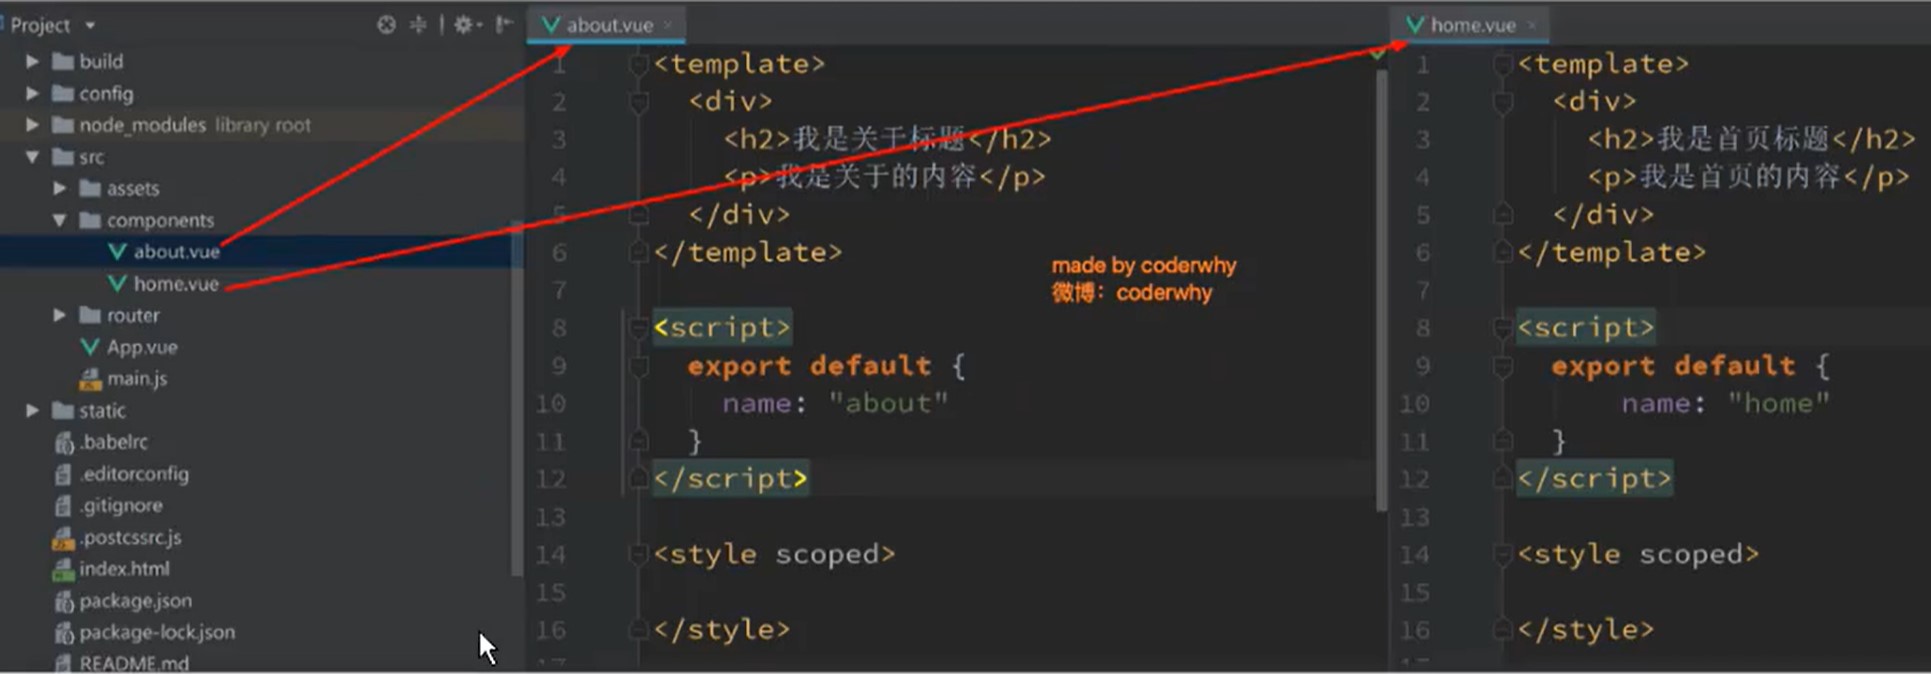 Project
build
config
node_modules library root
src
assets
components
about.vue
home.vue
router
App.vue
main.js
static
.babelrc
.editorconfig
.gitignore
.postcssrc.js
index.html
package.json
package-lock.json
README.md
about.vue
1 <template>
2 <div>
3 <h2>我是关于标题</h2>
4 <p>我是关于的内容</p>
5 </div>
6 </template>
7
8 <script>
9 export default {
10 name: "about"
11 }
12 </script>
13
14 <style scoped>
15
16 </style>
made by coderwhy
微博：coderwhy
home.vue
1 <template>
2 <div>
3 <h2>我是首页标题</h2>
4 <p>我是首页的内容</p>
5 </div>
6 </template>
7
8 <script>
9 export default {
10 name: "home"
11 }
12 </script>
13
14 <style scoped>
15
16 </style>